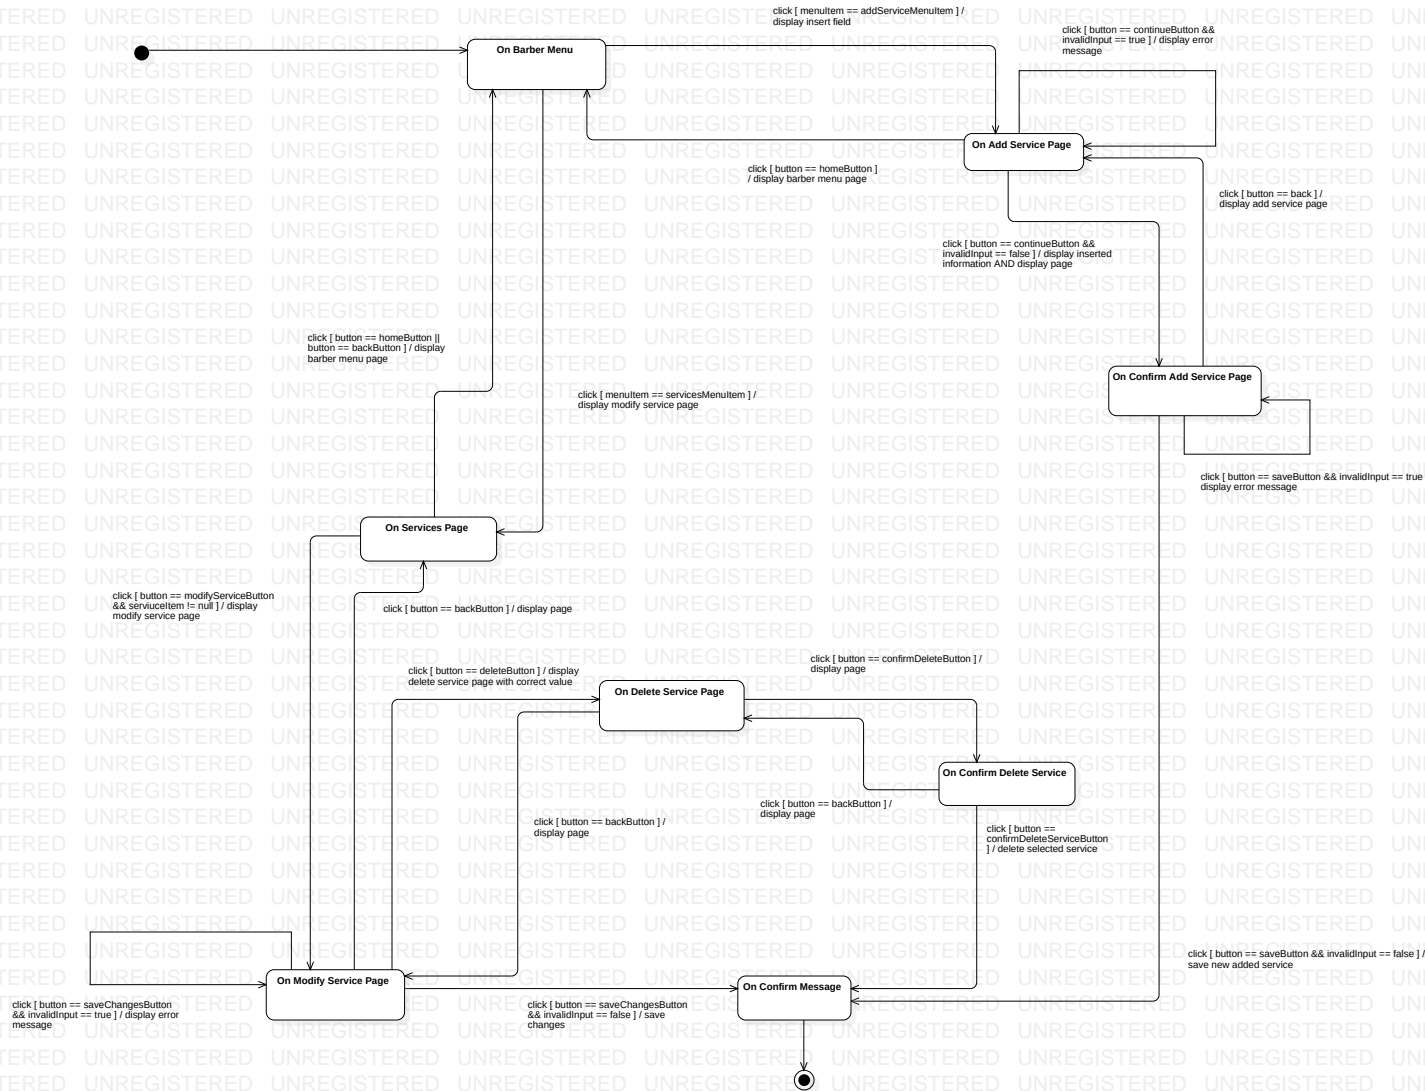 click [ menuItem == addServiceMenuItem ] /
display insert field
click [ button == continueButton &&
invalidInput == true ] / display error
message
On Barber Menu
On Add Service Page
click [ button == homeButton ]
/ display barber menu page
click [ button == back ] /
display add service page
click [ button == continueButton &&
invalidInput == false ] / display inserted
information AND display page
click [ button == homeButton ||
button == backButton ] / display
barber menu page
On Confirm Add Service Page
click [ menuItem == servicesMenuItem ] /
display modify service page
click [ button == saveButton && invalidInput == true
display error message
On Services Page
click [ button == modifyServiceButton
&& serviuceItem != null ] / display
modify service page
click [ button == backButton ] / display page
click [ button == deleteButton ] / display
delete service page with correct value
click [ button == confirmDeleteButton ] /
display page
On Delete Service Page
On Confirm Delete Service
click [ button == backButton ] /
display page
click [ button == backButton ] /
display page
click [ button ==
confirmDeleteServiceButton
] / delete selected service
click [ button == saveButton && invalidInput == false ] /
save new added service
On Modify Service Page
On Confirm Message
click [ button == saveChangesButton
&& invalidInput == true ] / display error
message
click [ button == saveChangesButton
&& invalidInput == false ] / save
changes
UNREGISTERED